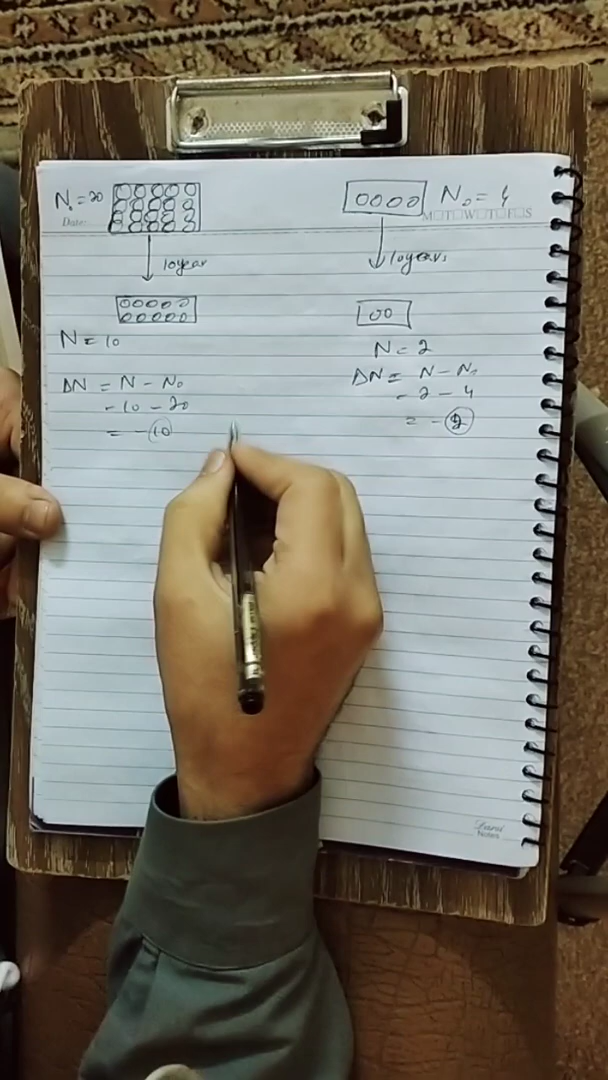 N₀ = 20
Date:
10year
N = 10
ΔN = N - N₀
- 10 - 20
= - 10
N₀ = 4
M T W T F S
10years
N = 2
ΔN = N - N₀
- 2 - 4
= - 2
Notes